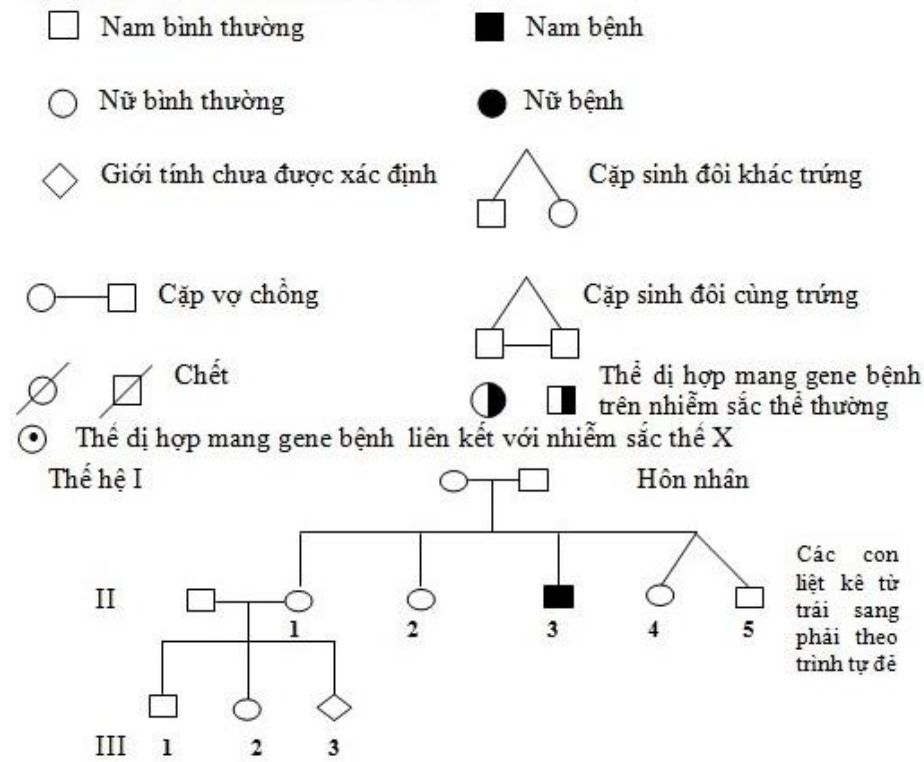 Nam bình thường
Nam bệnh
Nữ bình thường
Nữ bệnh
Giới tính chưa được xác định
Cặp sinh đôi khác trứng
Cặp vợ chồng
Cặp sinh đôi cùng trứng
Chết
Thể dị hợp mang gene bệnh
trên nhiễm sắc thể thường
Thể dị hợp mang gene bệnh liên kết với nhiễm sắc thể X
Thế hệ I
Hôn nhân
Các con
liệt kê từ
trái sang
phải theo
trình tự đẻ
II
1 2 3 4 5
III 1 2 3